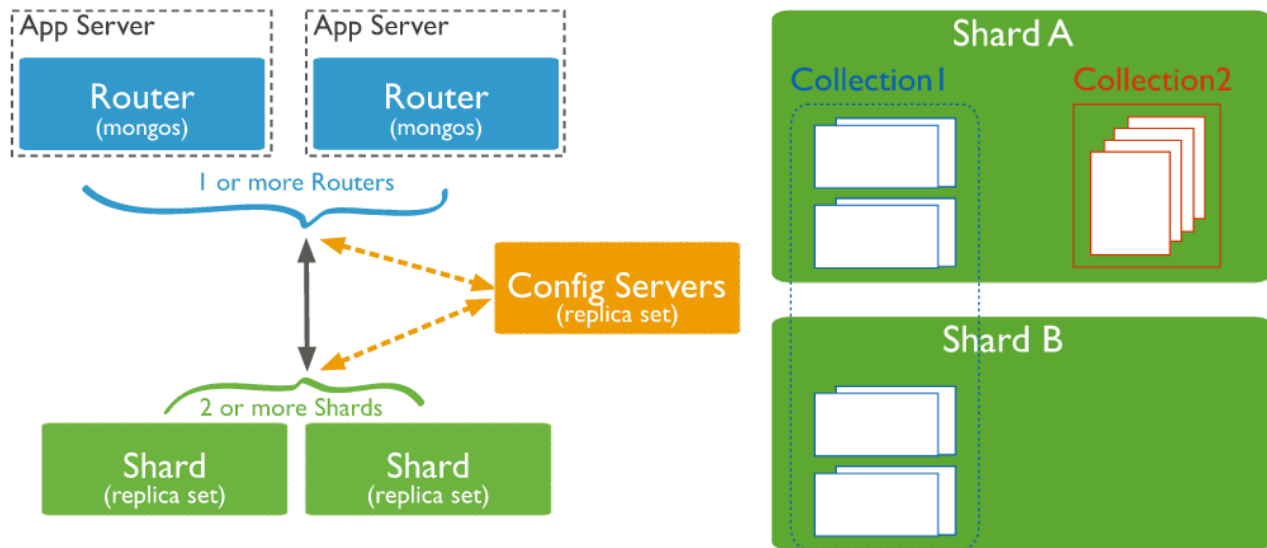 App Server
Router
(mongos)
App Server
Router
(mongos)
1 or more Routers
Config Servers
(replica set)
2 or more Shards
Shard
(replica set)
Shard
(replica set)
Shard A
Collection1
Collection2
Shard B